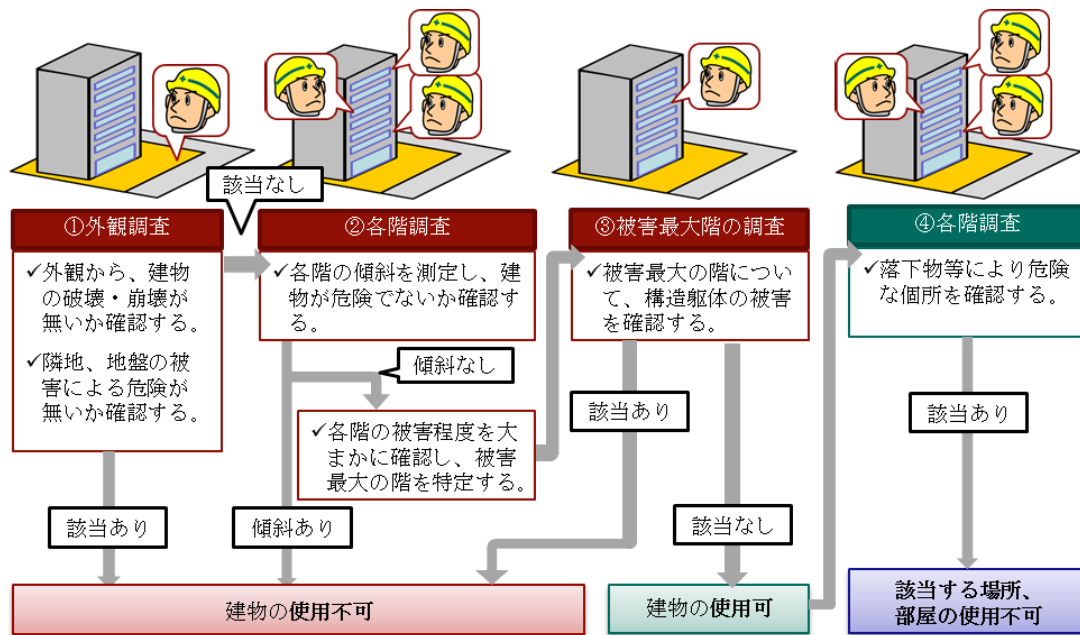 該当なし
①外観調査
✓外観から、建物
の破壊・崩壊が
無いか確認する。
✓隣地、地盤の被
害による危険が
無いか確認する。
該当あり
②各階調査
✓各階の傾斜を測定し、建
物が危険でないか確認す
る。
傾斜なし
✓各階の被害程度を大
まかに確認し、被害
最大の階を特定する。
傾斜あり
③被害最大階の調査
✓被害最大の階につい
て、構造躯体の被害
を確認する。
該当あり
該当なし
④各階調査
✓落下物等により危険
な個所を確認する。
該当あり
建物の使用不可
建物の使用可
該当する場所、
部屋の使用不可